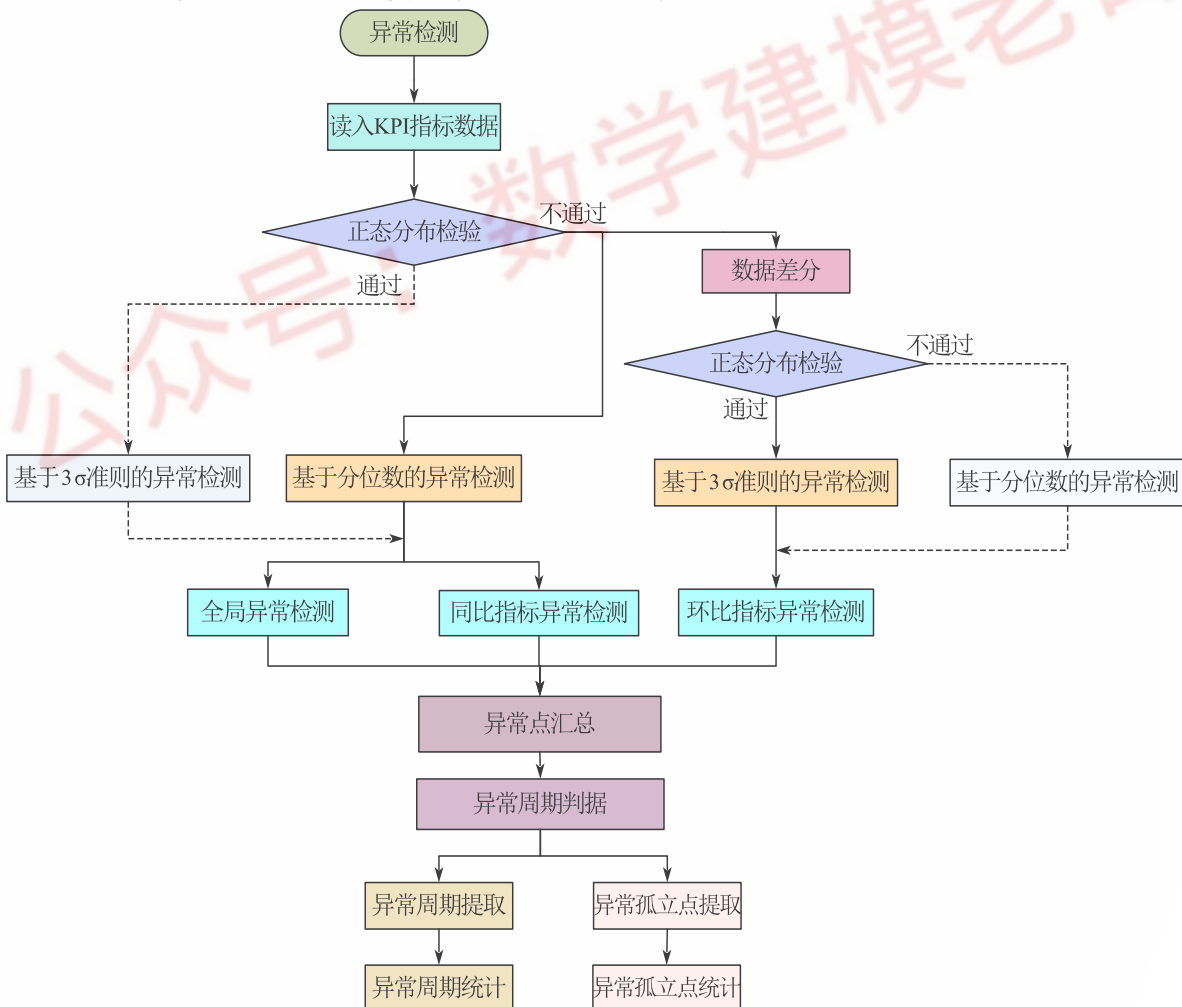 异常检测
读入KPI指标数据
正态分布检验
不通过
通过
数据差分
正态分布检验
不通过
通过
基于3σ准则的异常检测
基于分位数的异常检测
基于3σ准则的异常检测
基于分位数的异常检测
全局异常检测
同比指标异常检测
环比指标异常检测
异常点汇总
异常周期判据
异常周期提取
异常孤立点提取
异常周期统计
异常孤立点统计
公众号：数学建模老